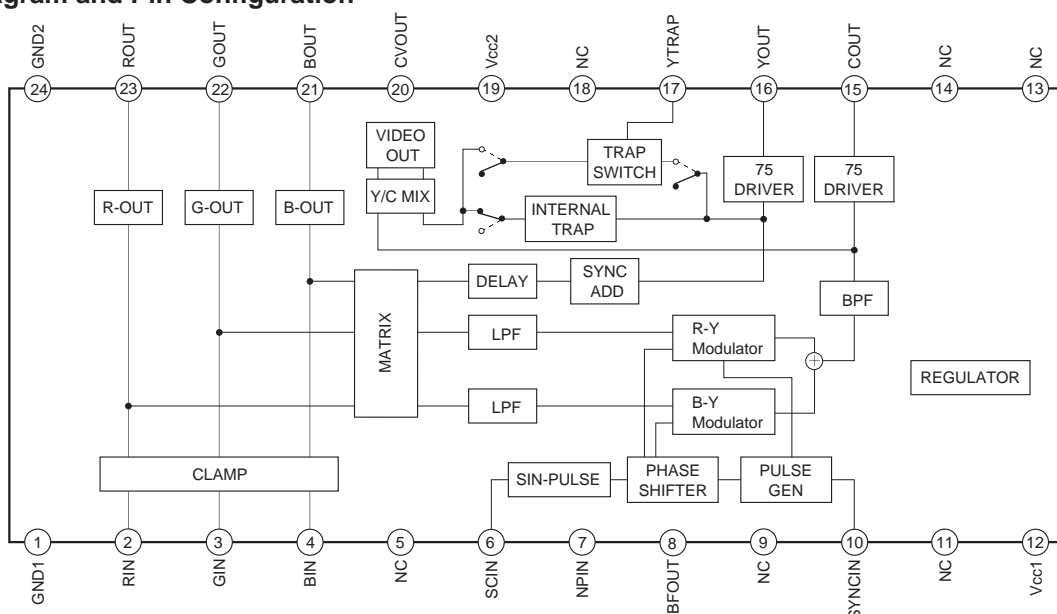 agram and Pin Configuration
GND2
ROUT
GOUT
BOUT
CVOUT
Vcc2
NC
YTRAP
YOUT
COUT
NC
NC
24
23
22
21
20
19
18
17
16
15
14
13
VIDEO
OUT
TRAP
SWITCH
75
DRIVER
75
DRIVER
R-OUT
G-OUT
B-OUT
Y/C MIX
INTERNAL
TRAP
DELAY
SYNC
ADD
BPF
MATRIX
LPF
R-Y
Modulator
REGULATOR
LPF
B-Y
Modulator
CLAMP
SIN-PULSE
PHASE
SHIFTER
PULSE
GEN
1
2
3
4
5
6
7
8
9
10
11
12
GND1
RIN
GIN
BIN
NC
SCIN
NPIN
BFOUT
NC
SYNCIN
NC
Vcc1